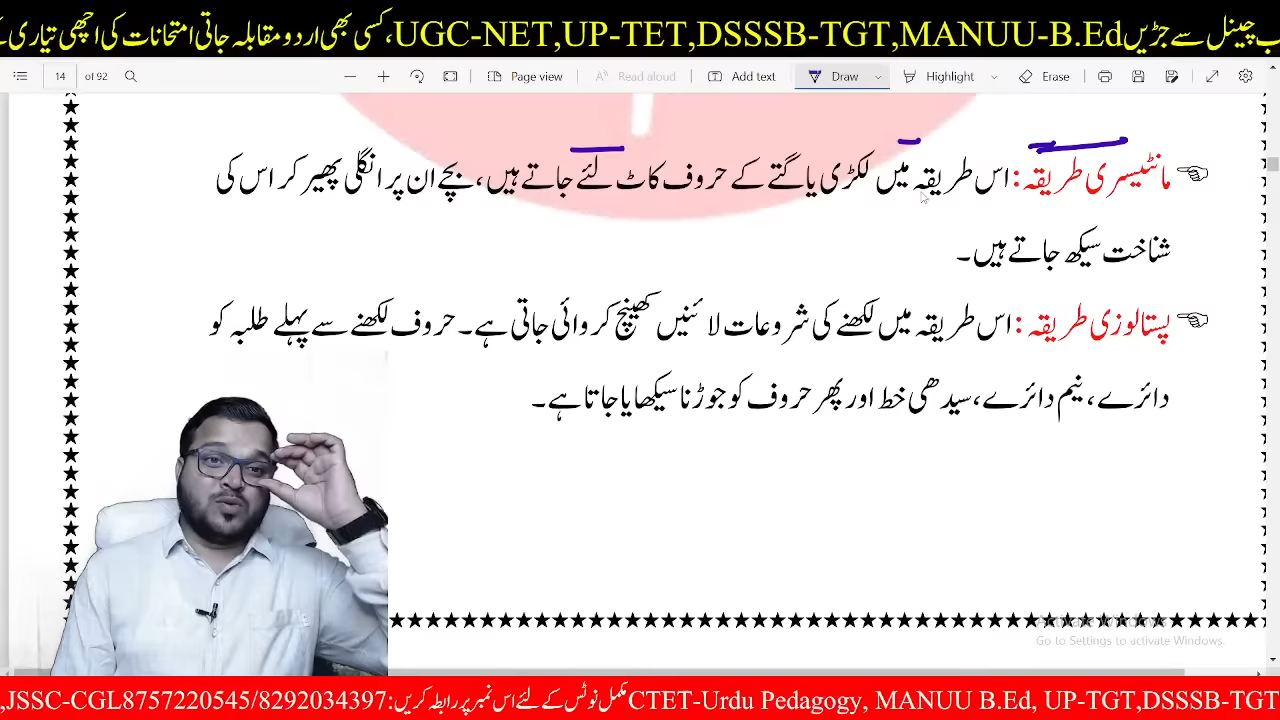 ب چینل سے جڑیں UGC-NET,UP-TET,DSSSB-TGT,MANUU-B.Ed، کسی بھی اردو مقابلہ جاتی امتحانات کی اچھی تیاری کے
14 of 92 Page view Read aloud Add text Draw Highlight Erase
مانٹیسری طریقہ: اس طریقہ میں لکڑی یا گتے کے حروف کاٹ لئے جاتے ہیں، بچے ان پر انگلی پھیر کر اس کی
شناخت سیکھ جاتے ہیں۔
پستالوزی طریقہ: اس طریقہ میں لکھنے کی شروعات لائنیں کھینچ کروائی جاتی ہے۔ حروف لکھنے سے پہلے طلبہ کو
دائرے، نیم دائرے، سیدھی خط اور پھر حروف کو جوڑنا سیکھایا جاتا ہے۔
Activate Windows
Go to Settings to activate Windows.
,JSSC-CGL8757220545/8292034397:مکمل نوٹس کے لئے اس نمبر پر رابطہ کریں CTET-Urdu Pedagogy, MANUU B.Ed, UP-TGT,DSSSB-TGT